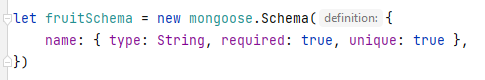 let fruitSchema = new mongoose.Schema( definition: {
    name: { type: String, required: true, unique: true },
})